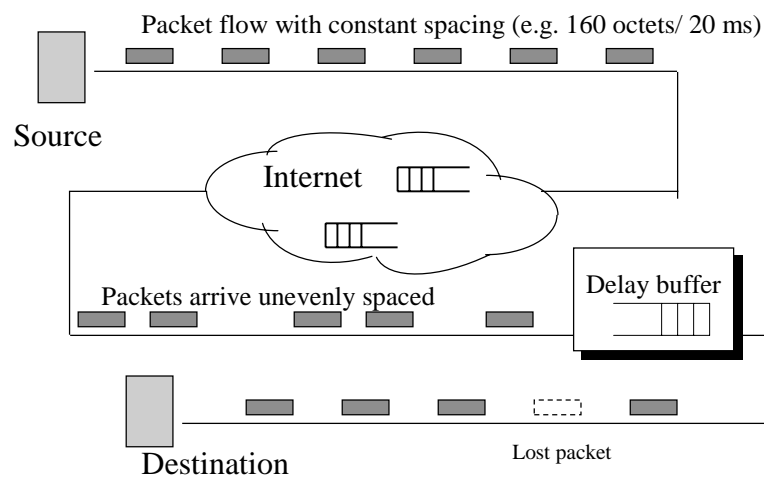 Packet flow with constant spacing (e.g. 160 octets/ 20 ms)
Source
Internet
Delay buffer
Packets arrive unevenly spaced
Lost packet
Destination